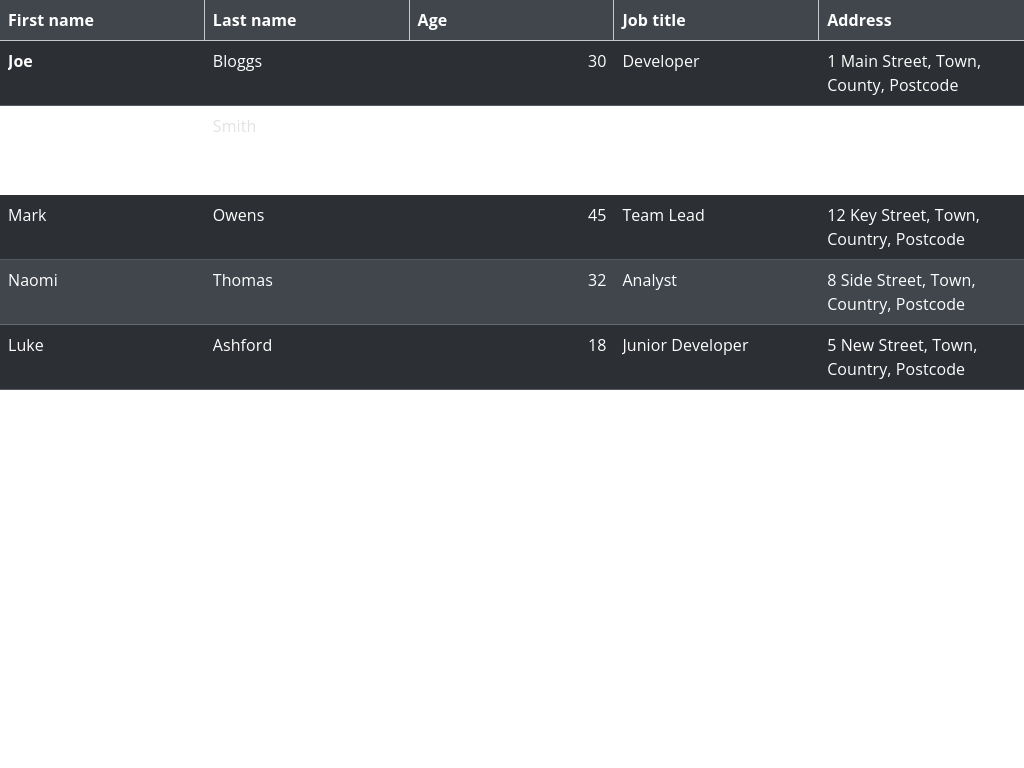 First name Last name Age Job title Address
Joe Bloggs 30 Developer 1 Main Street, Town,
County, Postcode
Smith
Mark Owens 45 Team Lead 12 Key Street, Town,
Country, Postcode
Naomi Thomas 32 Analyst 8 Side Street, Town,
Country, Postcode
Luke Ashford 18 Junior Developer 5 New Street, Town,
Country, Postcode